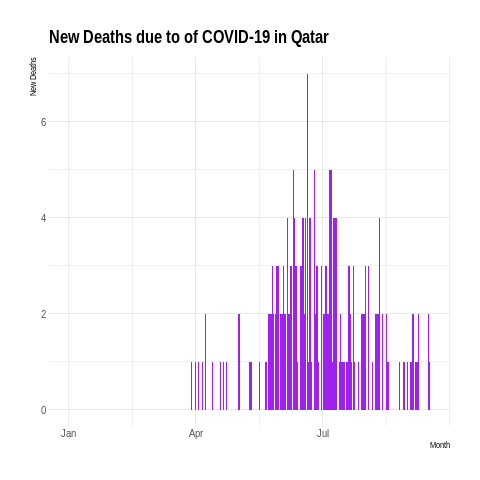 New Deaths due to of COVID-19 in Qatar
New Deaths
6
4
2
0
Jan Apr Jul
Month